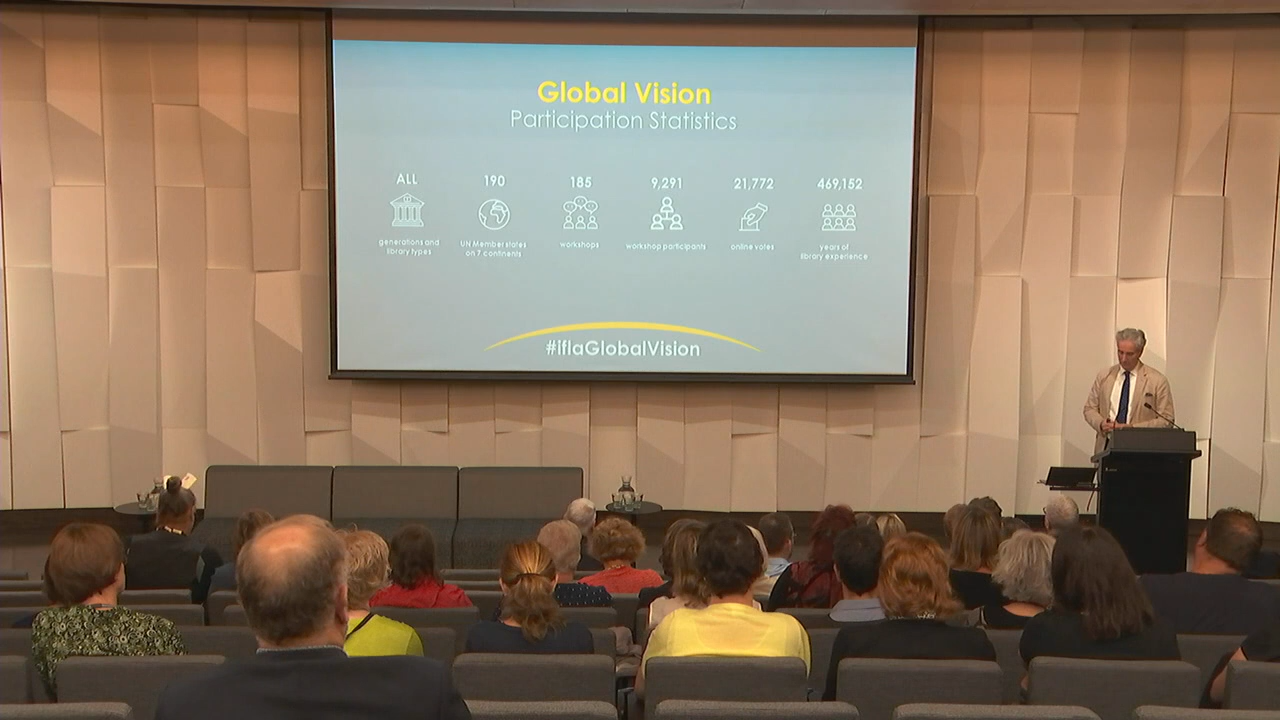 Global Vision
Participation Statistics
ALL
generations and
library types
190
UN Member states
on 7 continents
185
workshops
9,291
workshop participants
21,772
online votes
469,152
years of
library experience
#iflaGlobalVision